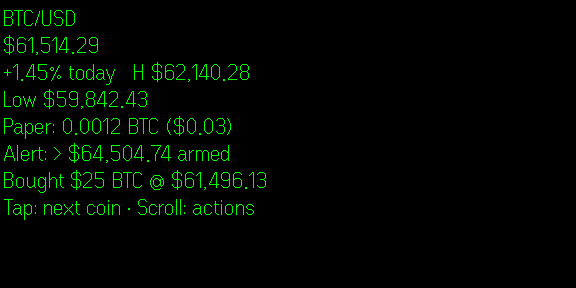 BTC/USD
$61,514.29
+1.45% today   H $62,140.28
Low $59,842.43
Paper: 0.0012 BTC ($0.03)
Alert: > $64,504.74 armed
Bought $25 BTC @ $61,496.13
Tap: next coin · Scroll: actions